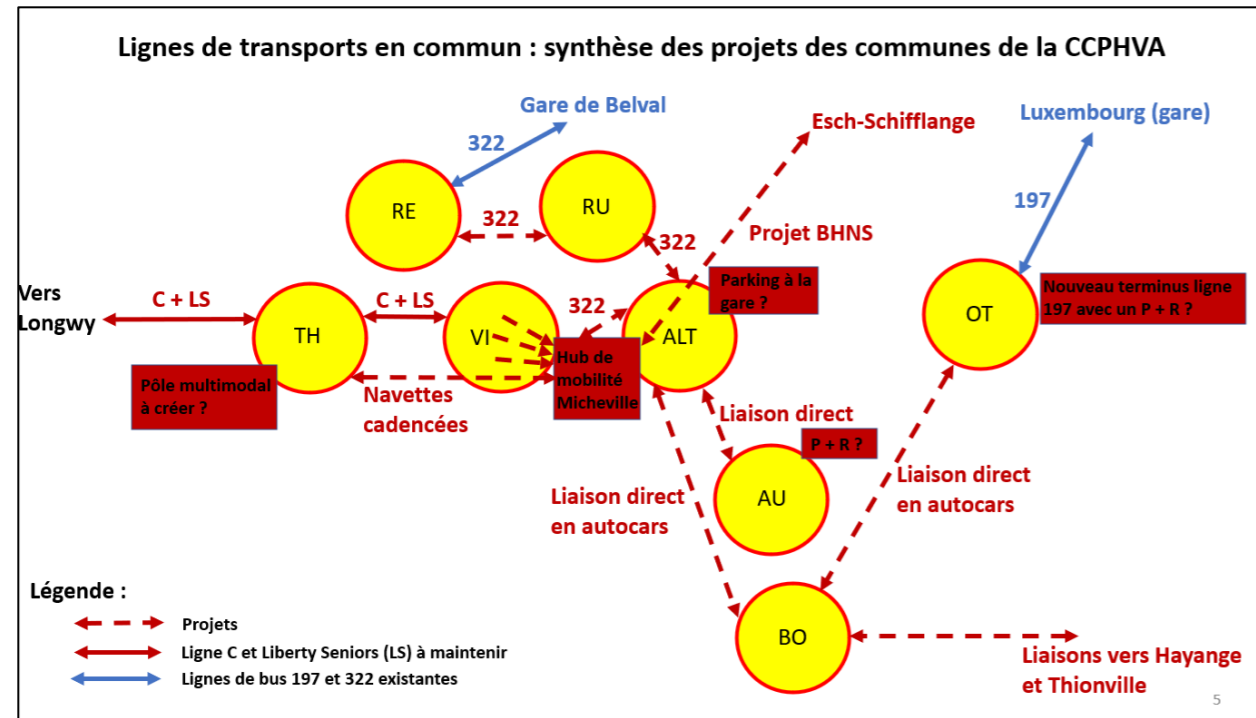 Lignes de transports en commun : synthèse des projets des communes de la CCPHVA
Gare de Belval
Luxembourg (gare)
Esch-Schifflange
322
197
RE
RU
322
322
Projet BHNS
Parking à la
gare ?
OT
Nouveau terminus ligne
197 avec un P + R ?
Vers
Longwy
C + LS
C + LS
322
TH
VI
ALT
Hub de
mobilité
Micheville
Pôle multimodal
à créer ?
Navettes
cadencées
Liaison direct
P + R ?
AU
Liaison direct
en autocars
Liaison direct
en autocars
BO
Liaisons vers Hayange
et Thionville
Légende :
Projets
Ligne C et Liberty Seniors (LS) à maintenir
Lignes de bus 197 et 322 existantes
5